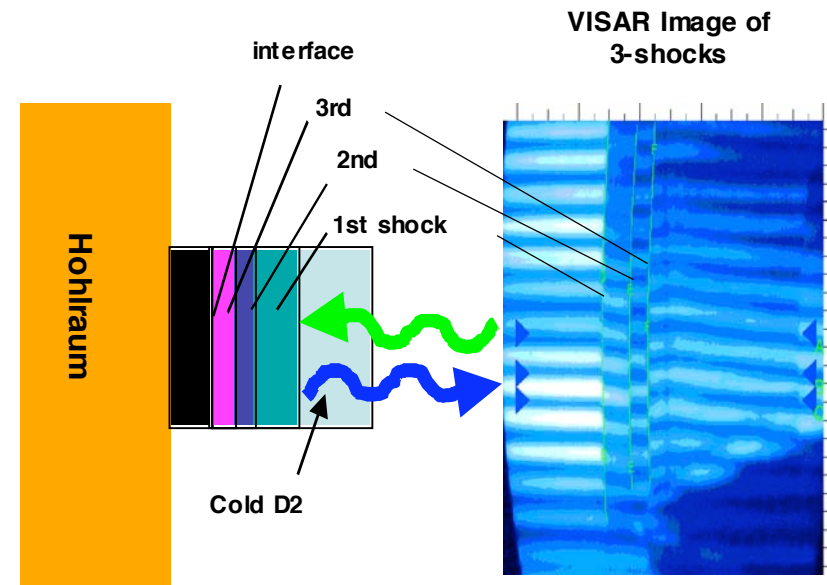 VISAR Image of
3-shocks
interface
3rd
2nd
1st shock
Hohlraum
Cold D2